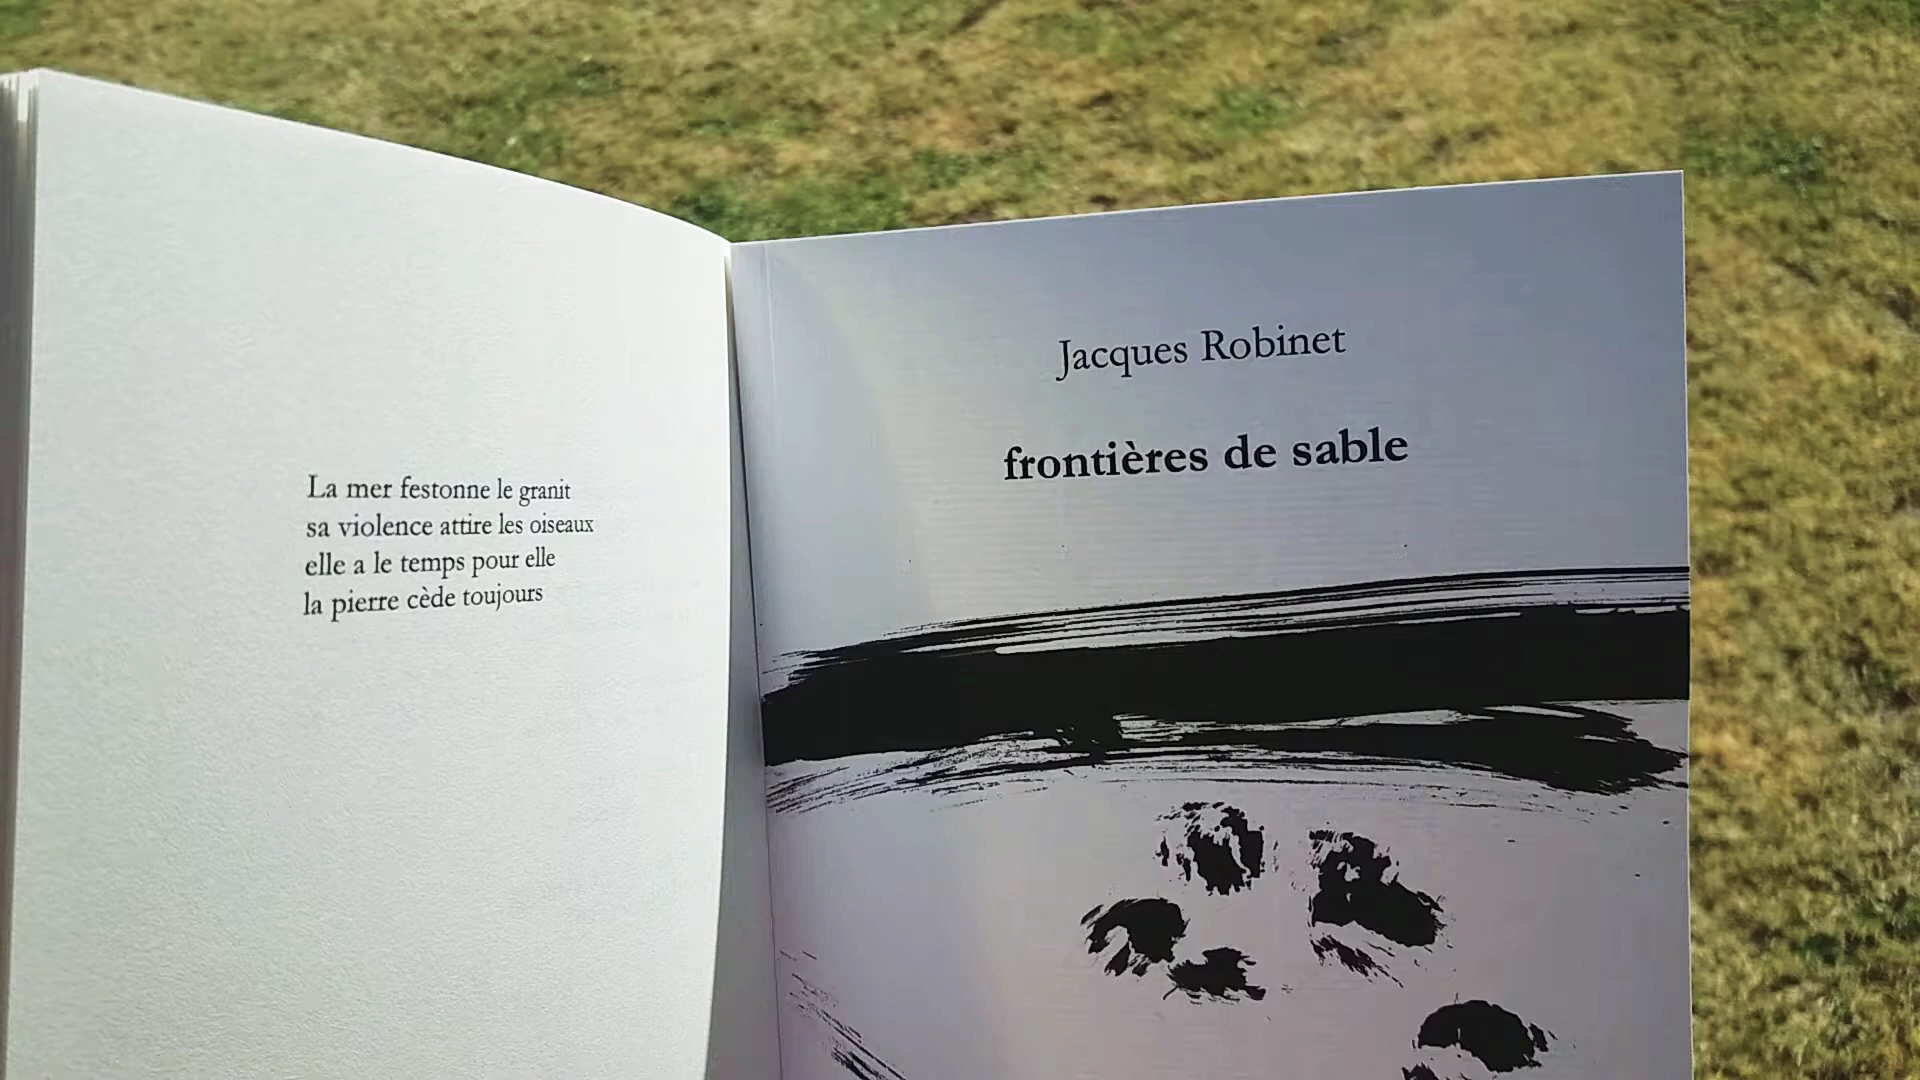 La mer festonne le granit
sa violence attire les oiseaux
elle a le temps pour elle
la pierre cède toujours
Jacques Robinet
frontières de sable